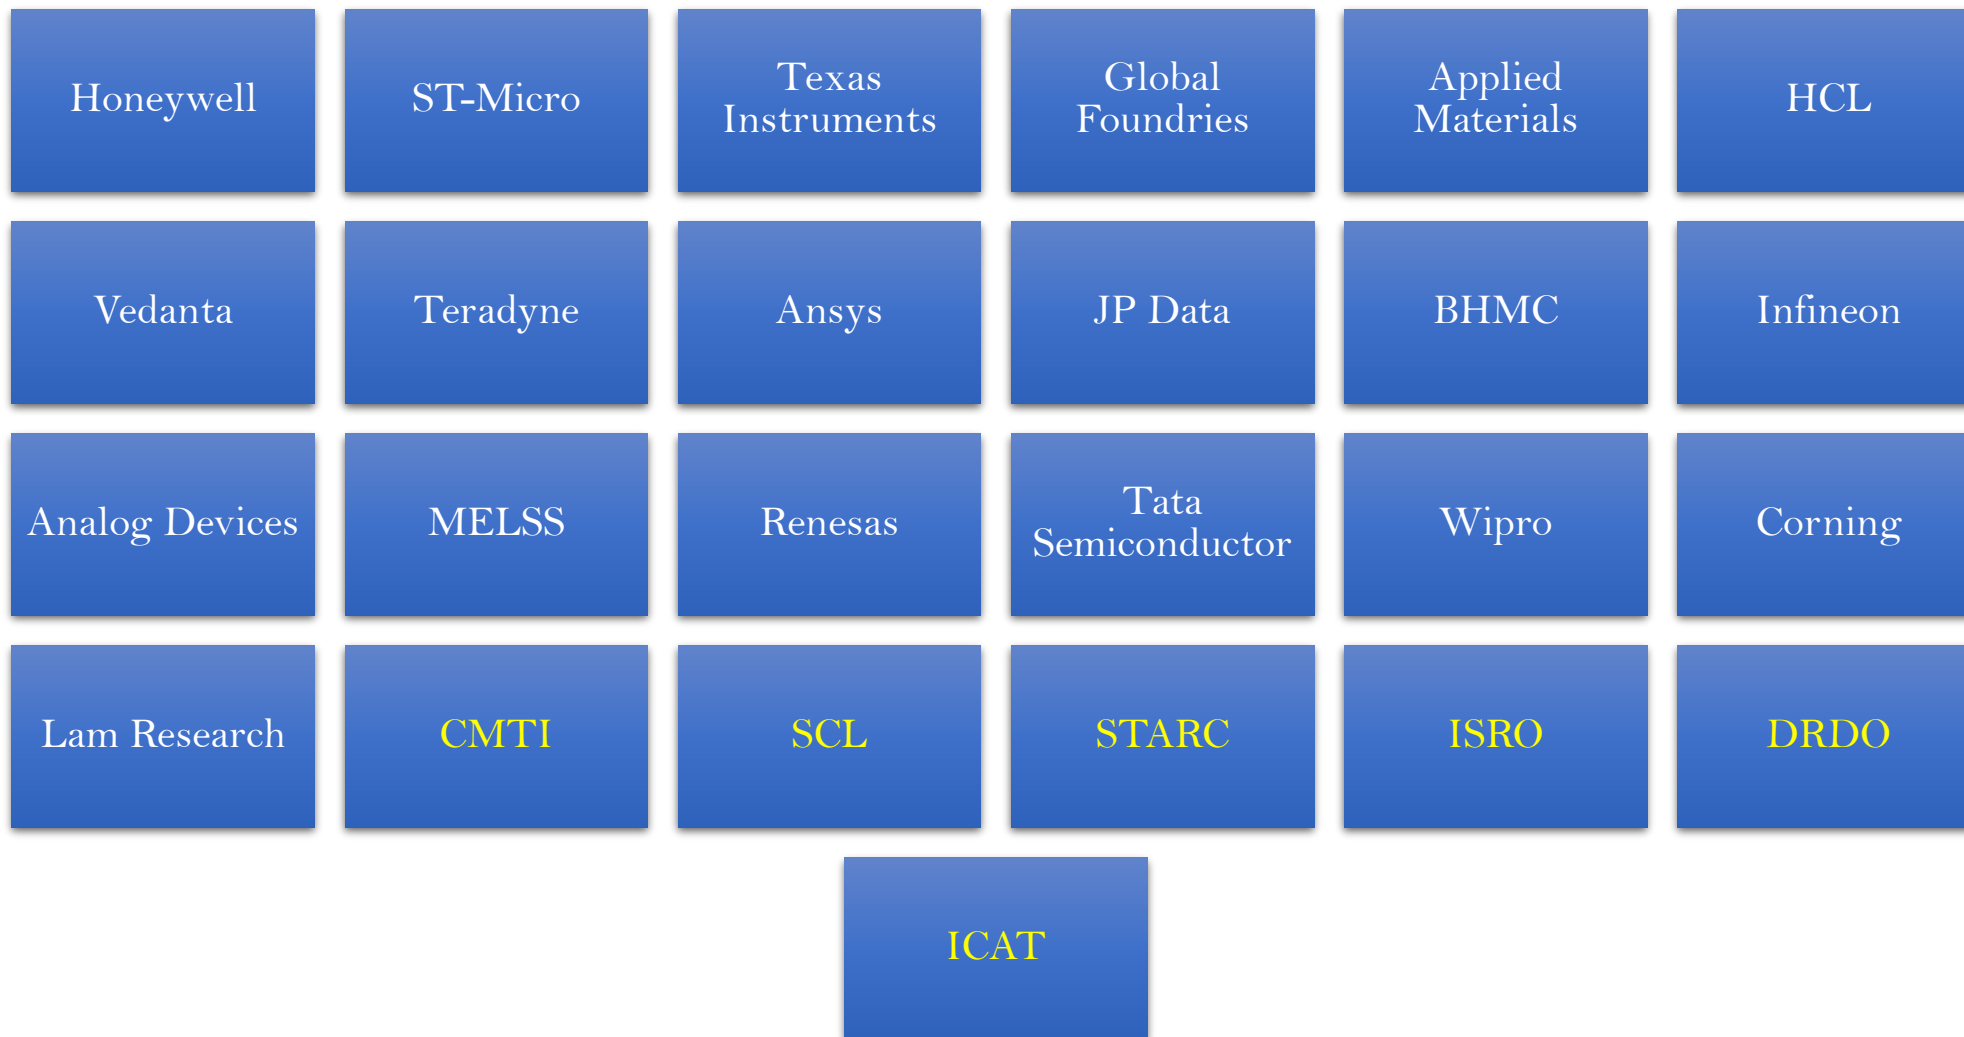 Honeywell
ST-Micro
Texas
Instruments
Global
Foundries
Applied
Materials
HCL
Vedanta
Teradyne
Ansys
JP Data
BHMC
Infineon
Analog Devices
MELSS
Renesas
Tata
Semiconductor
Wipro
Corning
Lam Research
CMTI
SCL
STARC
ISRO
DRDO
ICAT